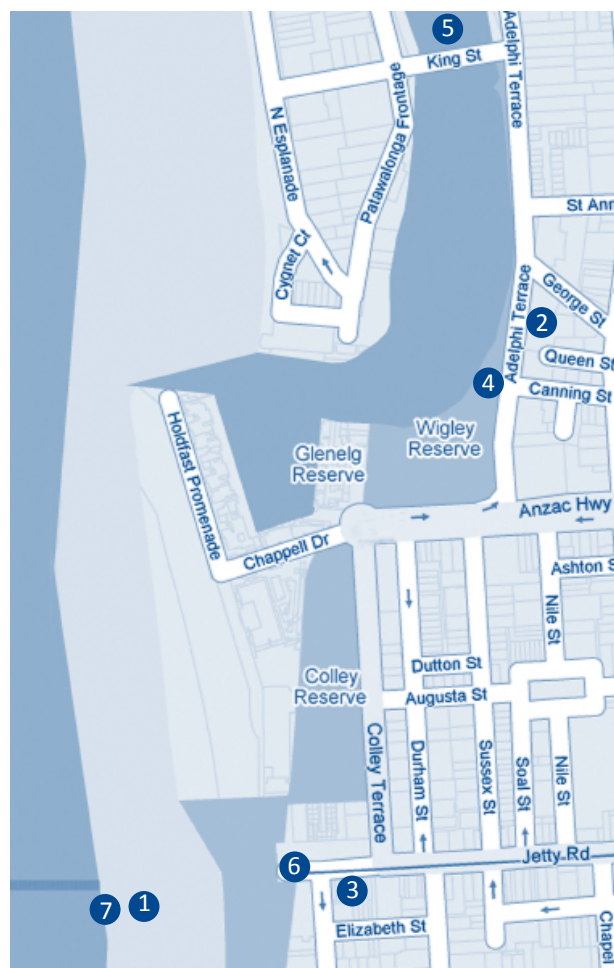 5
King St
Adelphi Terrace
N Esplanade
Patawalonga Frontage
St Ann
Cygnet Ct
George St
2
Adelphi Terrace
Queen St
4
Canning St
Holdfast Promenade
Wigley
Reserve
Glenelg
Reserve
Anzac Hwy
Chappell Dr
Ashton S
Nile St
Dutton St
Colley
Reserve
Augusta St
Colley Terrace
Durham St
Sussex St
Soal St
Nile St
Jetty Rd
6
3
1
7
Elizabeth St
Chapel